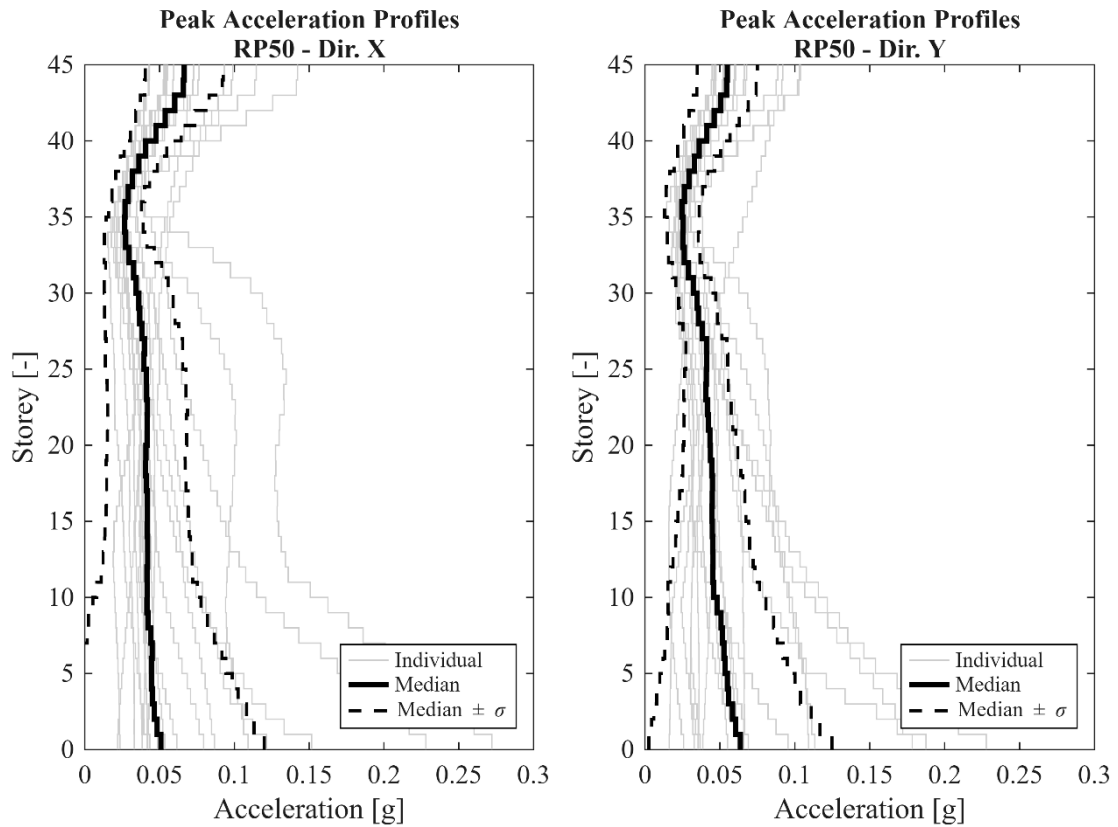 Peak Acceleration Profiles
RP50 - Dir. X
45
40
35
30
25
20
15
10
5
0
Storey [-]
0
0.05
0.1
0.15
0.2
0.25
0.3
Acceleration [g]
Individual
Median
Median ± σ
Peak Acceleration Profiles
RP50 - Dir. Y
45
40
35
30
25
20
15
10
5
0
Storey [-]
0
0.05
0.1
0.15
0.2
0.25
0.3
Acceleration [g]
Individual
Median
Median ± σ